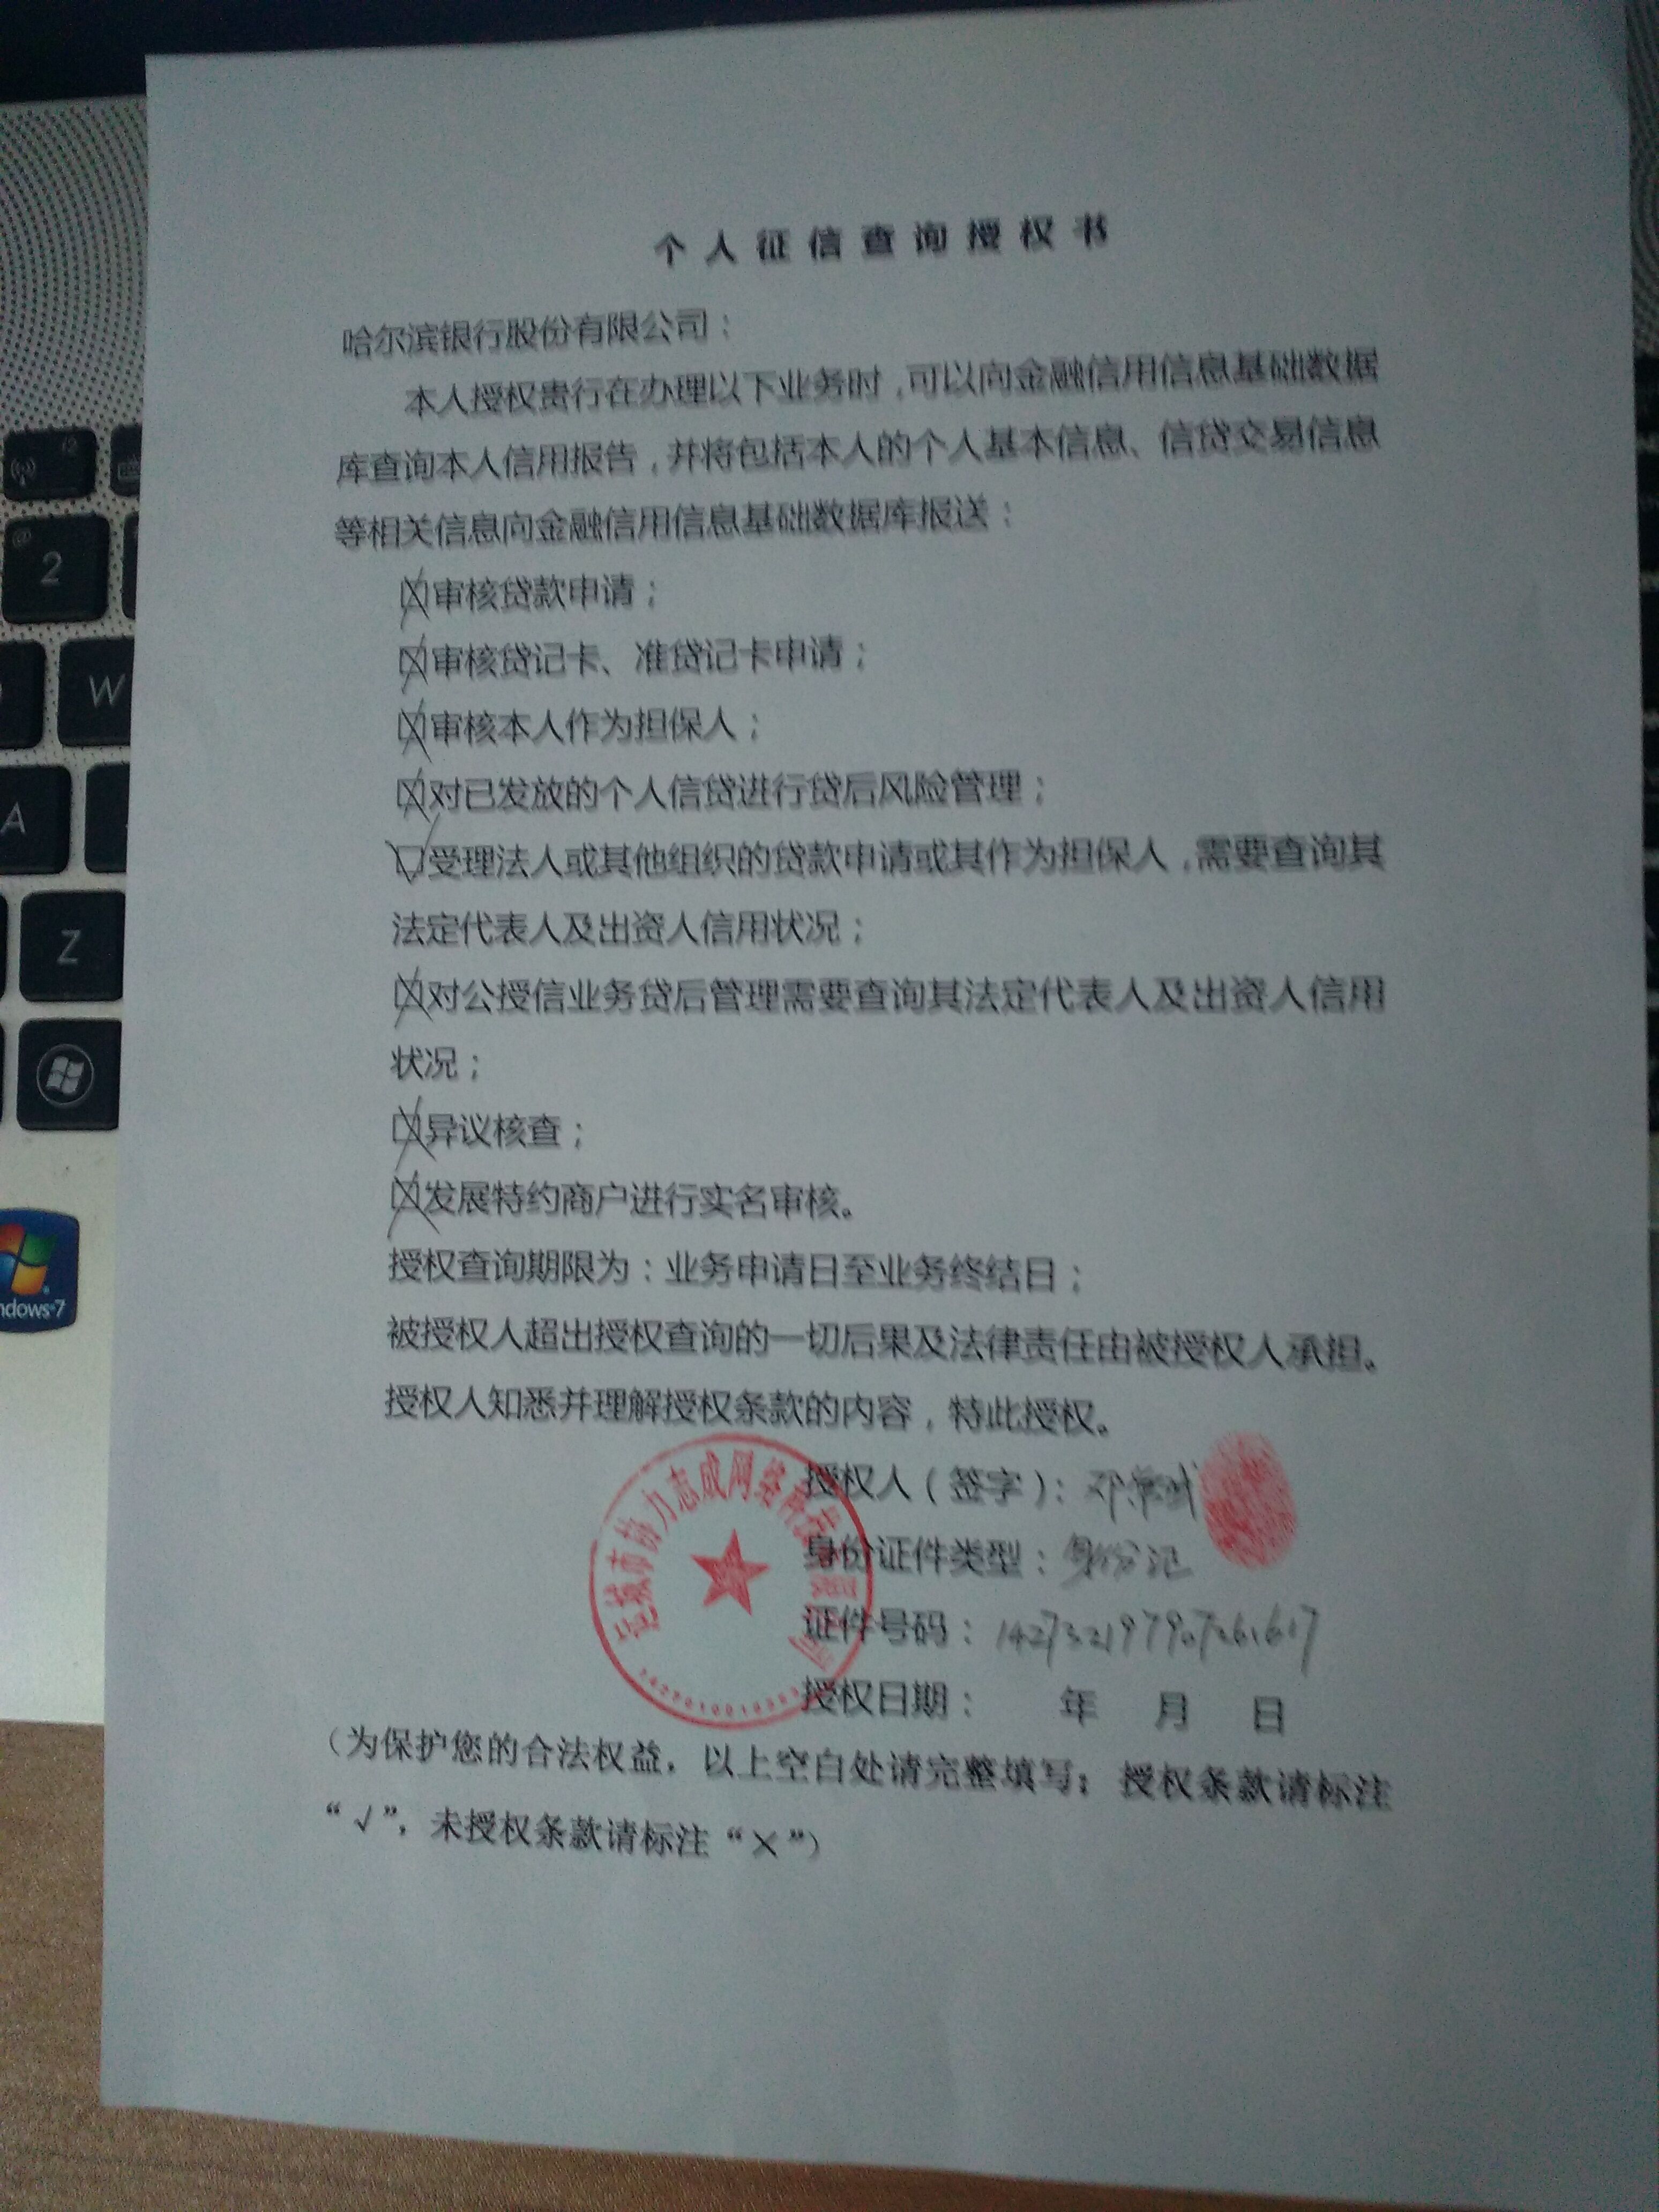 个人征信查询授权书
哈尔滨银行股份有限公司：
本人授权贵行在办理以下业务时，可以向金融信用信息基础数据
库查询本人信用报告，并将包括本人的个人基本信息、信贷交易信息
等相关信息向金融信用信息基础数据库报送：
审核贷款申请；
审核贷记卡、准贷记卡申请；
审核本人作为担保人；
对已发放的个人信贷进行贷后风险管理；
受理法人或其他组织的贷款申请或其作为担保人，需要查询其
法定代表人及出资人信用状况；
对公授信业务贷后管理需要查询其法定代表人及出资人信用
状况；
异议核查；
发展特约商户进行实名审核。
授权查询期限为：业务申请日至业务终结日；
被授权人超出授权查询的一切后果及法律责任由被授权人承担。
授权人知悉并理解授权条款的内容，特此授权。
市协力志成网络科技有限公司
授权人（签字）：
身份证件类型：身份证
证件号码：
授权日期： 年 月 日
（为保护您的合法权益，以上空白处请完整填写；授权条款请标注
“√”，未授权条款请标注“×”）
2
W
A
Z
ndows 7